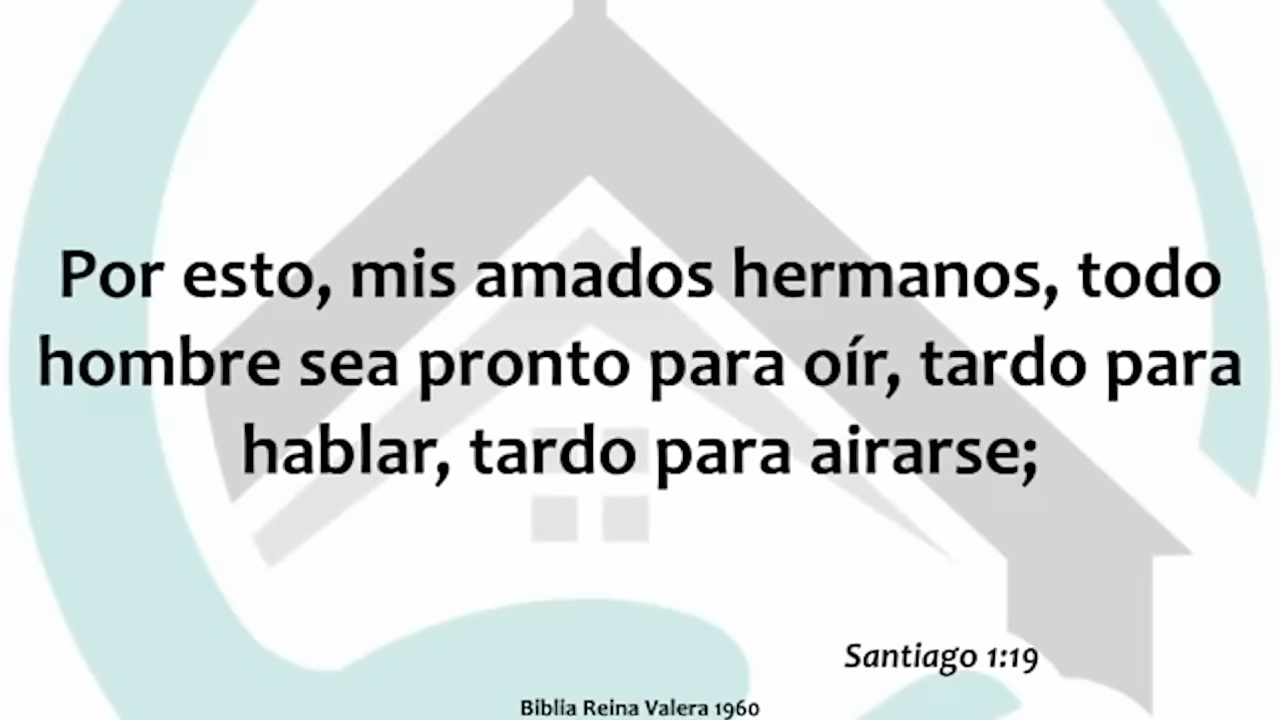 Por esto, mis amados hermanos, todo
hombre sea pronto para oír, tardo para
hablar, tardo para airarse;
Santiago 1:19
Biblia Reina Valera 1960